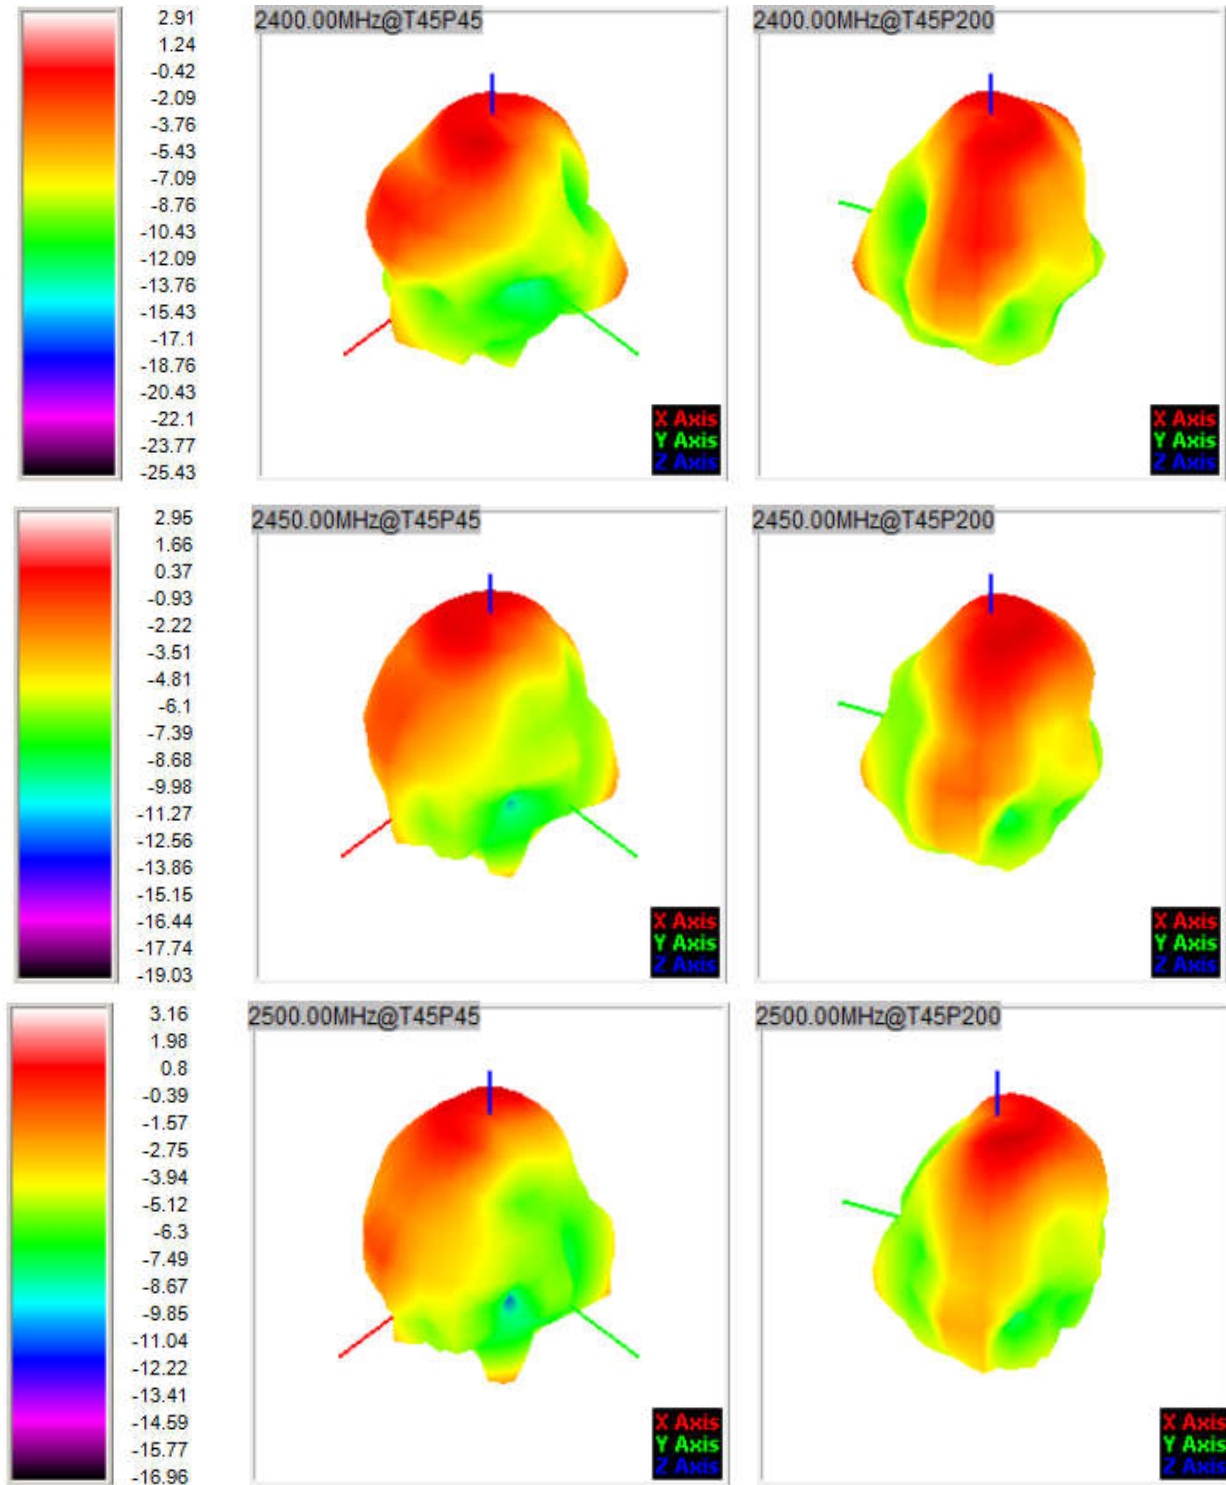 2.91
1.24
-0.42
-2.09
-3.76
-5.43
-7.09
-8.76
-10.43
-12.09
-13.76
-15.43
-17.1
-18.76
-20.43
-22.1
-23.77
-25.43
2400.00MHz@T45P45
X Axis
Y Axis
Z Axis
2400.00MHz@T45P200
X Axis
Y Axis
Z Axis
2.95
1.66
0.37
-0.93
-2.22
-3.51
-4.81
-6.1
-7.39
-8.68
-9.98
-11.27
-12.56
-13.86
-15.15
-16.44
-17.74
-19.03
2450.00MHz@T45P45
X Axis
Y Axis
Z Axis
2450.00MHz@T45P200
X Axis
Y Axis
Z Axis
3.16
1.98
0.8
-0.39
-1.57
-2.75
-3.94
-5.12
-6.3
-7.49
-8.67
-9.85
-11.04
-12.22
-13.41
-14.59
-15.77
-16.96
2500.00MHz@T45P45
X Axis
Y Axis
Z Axis
2500.00MHz@T45P200
X Axis
Y Axis
Z Axis